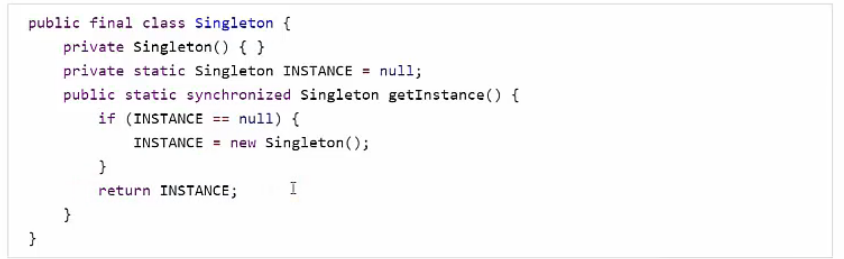 public final class Singleton {
    private Singleton() { }
    private static Singleton INSTANCE = null;
    public static synchronized Singleton getInstance() {
        if (INSTANCE == null) {
            INSTANCE = new Singleton();
        }
        return INSTANCE;
    }
}